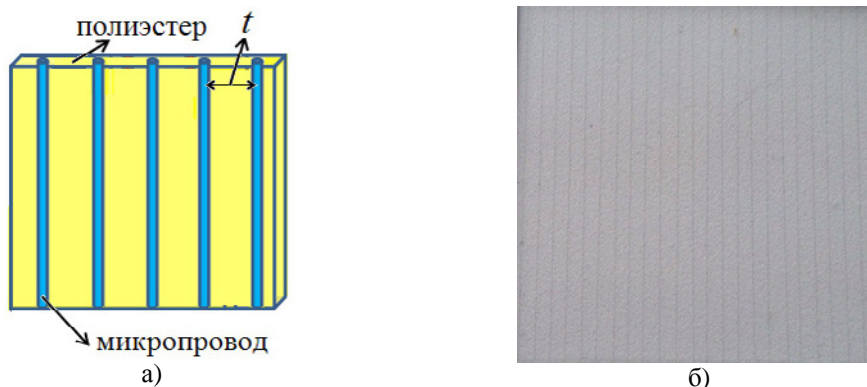 полиэстер
t
микропровод
а)
б)